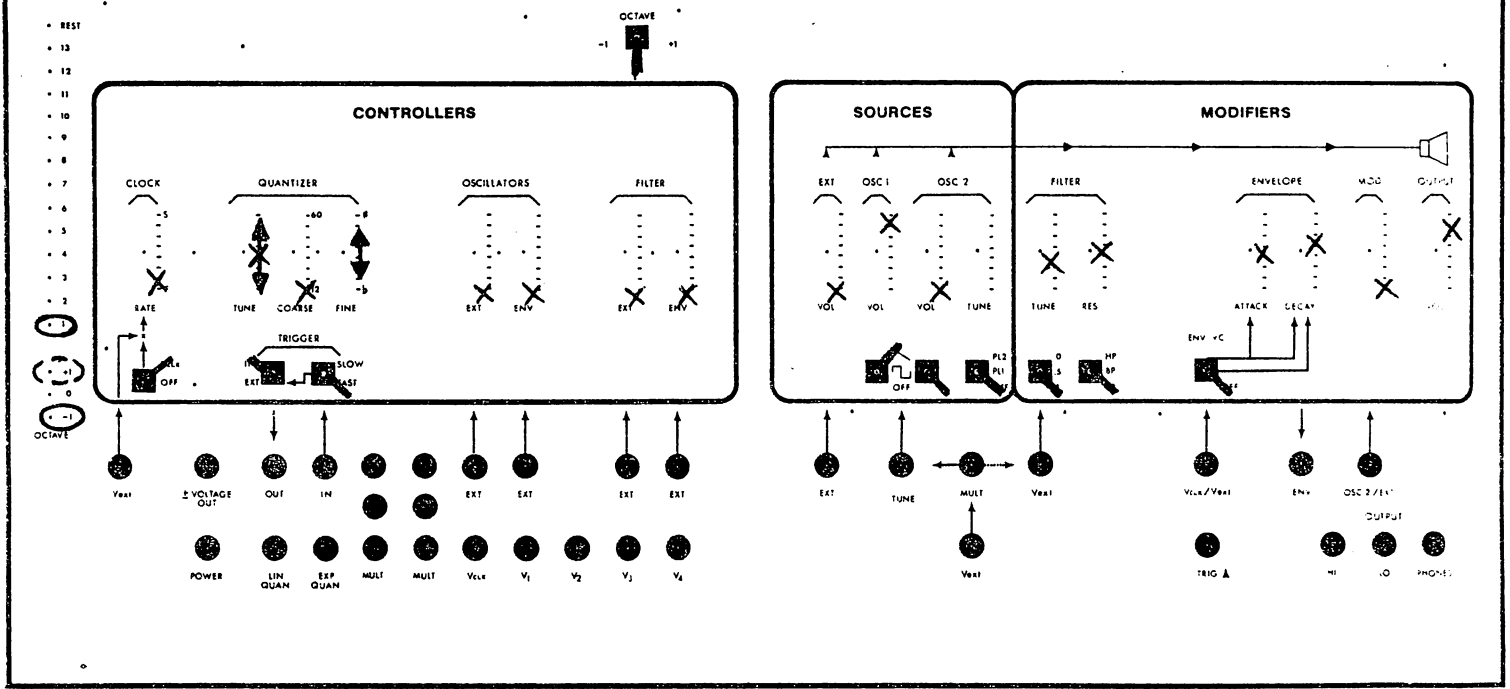 OCTAVE
-1 +1
REST
13
12
11
10
9
8
7
6
5
4
3
2
1
+1
0
-1
OCTAVE
CONTROLLERS
SOURCES
MODIFIERS
CLOCK
QUANTIZER
OSCILLATORS
FILTER
EXT
OSC 1
OSC 2
FILTER
ENVELOPE
MOD
OUTPUT
-S
-60
-#
-F
-b
RATE
TUNE
COARSE
FINE
EXT
ENV
EXT
ENV
VOL
VOL
VOL
TUNE
TUNE
RES
ATTACK
DECAY
VOL
TRIGGER
OFF
EXT
SLOW
FAST
OFF
PL2
PL1
0
.5
HP
BP
ENV VC
Vext
± VOLTAGE OUT
OUT
IN
EXT
EXT
EXT
EXT
EXT
TUNE
MULT
Vext
VCLK/Vext
ENV
OSC 2/EXT
OUTPUT
POWER
LIN QUAN
EXP QUAN
MULT
MULT
VCLK
V1
V2
V3
V4
Vext
TRIG
HI
LO
PHONES